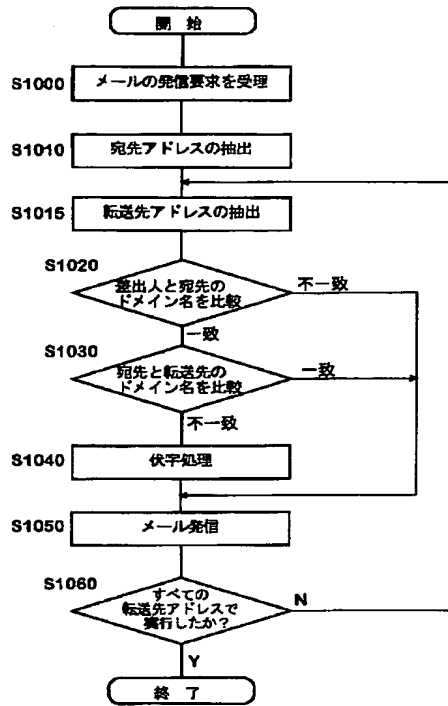 開 始
S1000
メールの発信要求を受理
S1010
宛先アドレスの抽出
S1015
転送先アドレスの抽出
S1020
差出人と宛先の
ドメイン名を比較
不一致
一致
S1030
宛先と転送先の
ドメイン名を比較
一致
不一致
S1040
伏字処理
S1050
メール発信
S1060
すべての
転送先アドレスで
実行したか?
N
Y
終 了